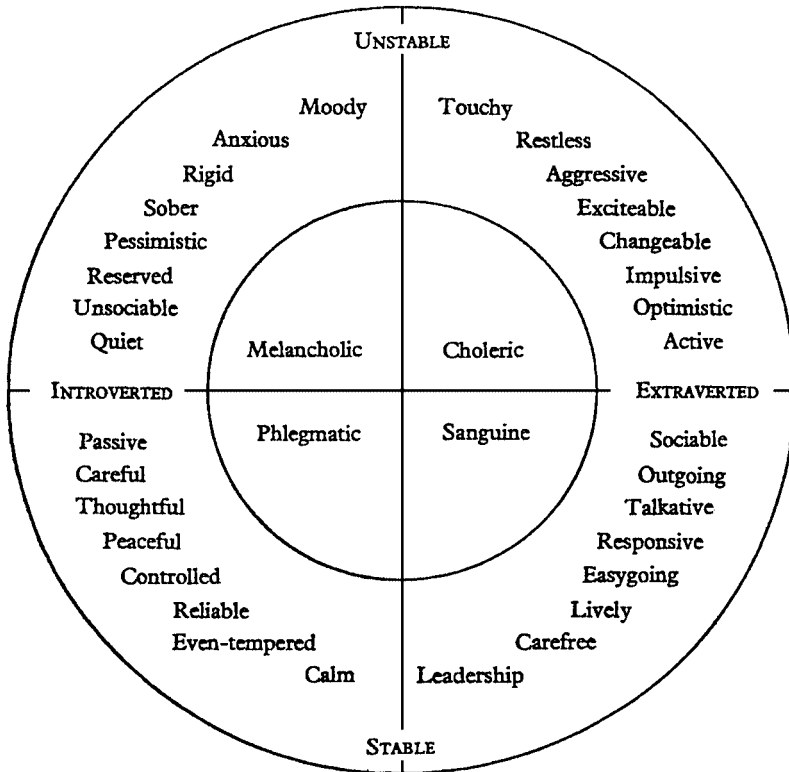 UNSTABLE
Moody Touchy
Anxious Restless
Rigid Aggressive
Sober Exciteable
Pessimistic Changeable
Reserved Impulsive
Unsociable Optimistic
Quiet Active
Melancholic Choleric
INTROVERTED EXTRAVERTED
Phlegmatic Sanguine
Passive Sociable
Careful Outgoing
Thoughtful Talkative
Peaceful Responsive
Controlled Easygoing
Reliable Lively
Even-tempered Carefree
Calm Leadership
STABLE